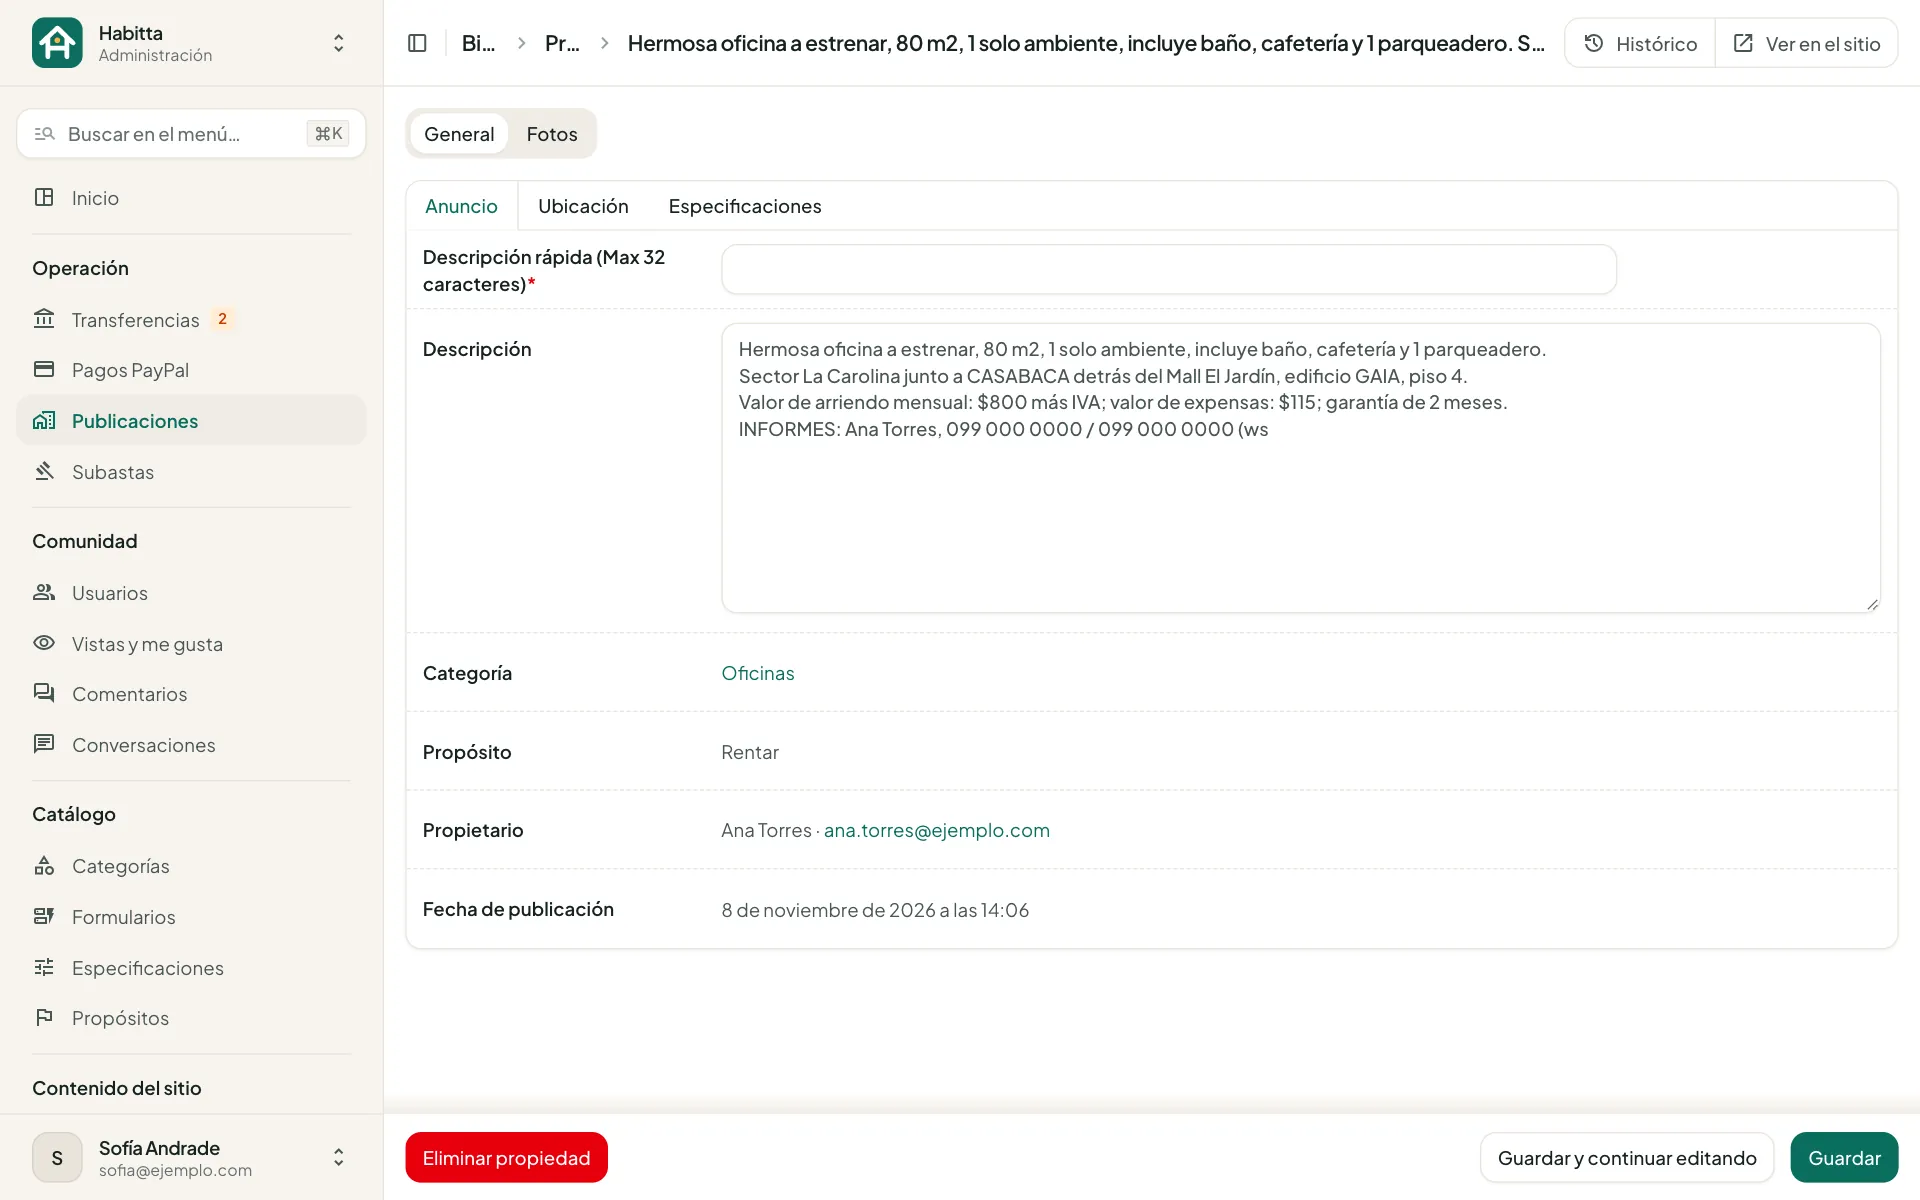 Habitta
Administración
Buscar en el menú...
⌘K
Inicio
Operación
Transferencias 2
Pagos PayPal
Publicaciones
Subastas
Comunidad
Usuarios
Vistas y me gusta
Comentarios
Conversaciones
Catálogo
Categorías
Formularios
Especificaciones
Propósitos
Contenido del sitio
S
Sofía Andrade
sofia@ejemplo.com
Bi... > Pr... > Hermosa oficina a estrenar, 80 m2, 1 solo ambiente, incluye baño, cafetería y 1 parqueadero. S...
Histórico
Ver en el sitio
General
Fotos
Anuncio
Ubicación
Especificaciones
Descripción rápida (Max 32
caracteres)*
Descripción
Hermosa oficina a estrenar, 80 m2, 1 solo ambiente, incluye baño, cafetería y 1 parqueadero.
Sector La Carolina junto a CASABACA detrás del Mall El Jardín, edificio GAIA, piso 4.
Valor de arriendo mensual: $800 más IVA; valor de expensas: $115; garantía de 2 meses.
INFORMES: Ana Torres, 099 000 0000 / 099 000 0000 (ws
Categoría
Oficinas
Propósito
Rentar
Propietario
Ana Torres · ana.torres@ejemplo.com
Fecha de publicación
8 de noviembre de 2026 a las 14:06
Eliminar propiedad
Guardar y continuar editando
Guardar